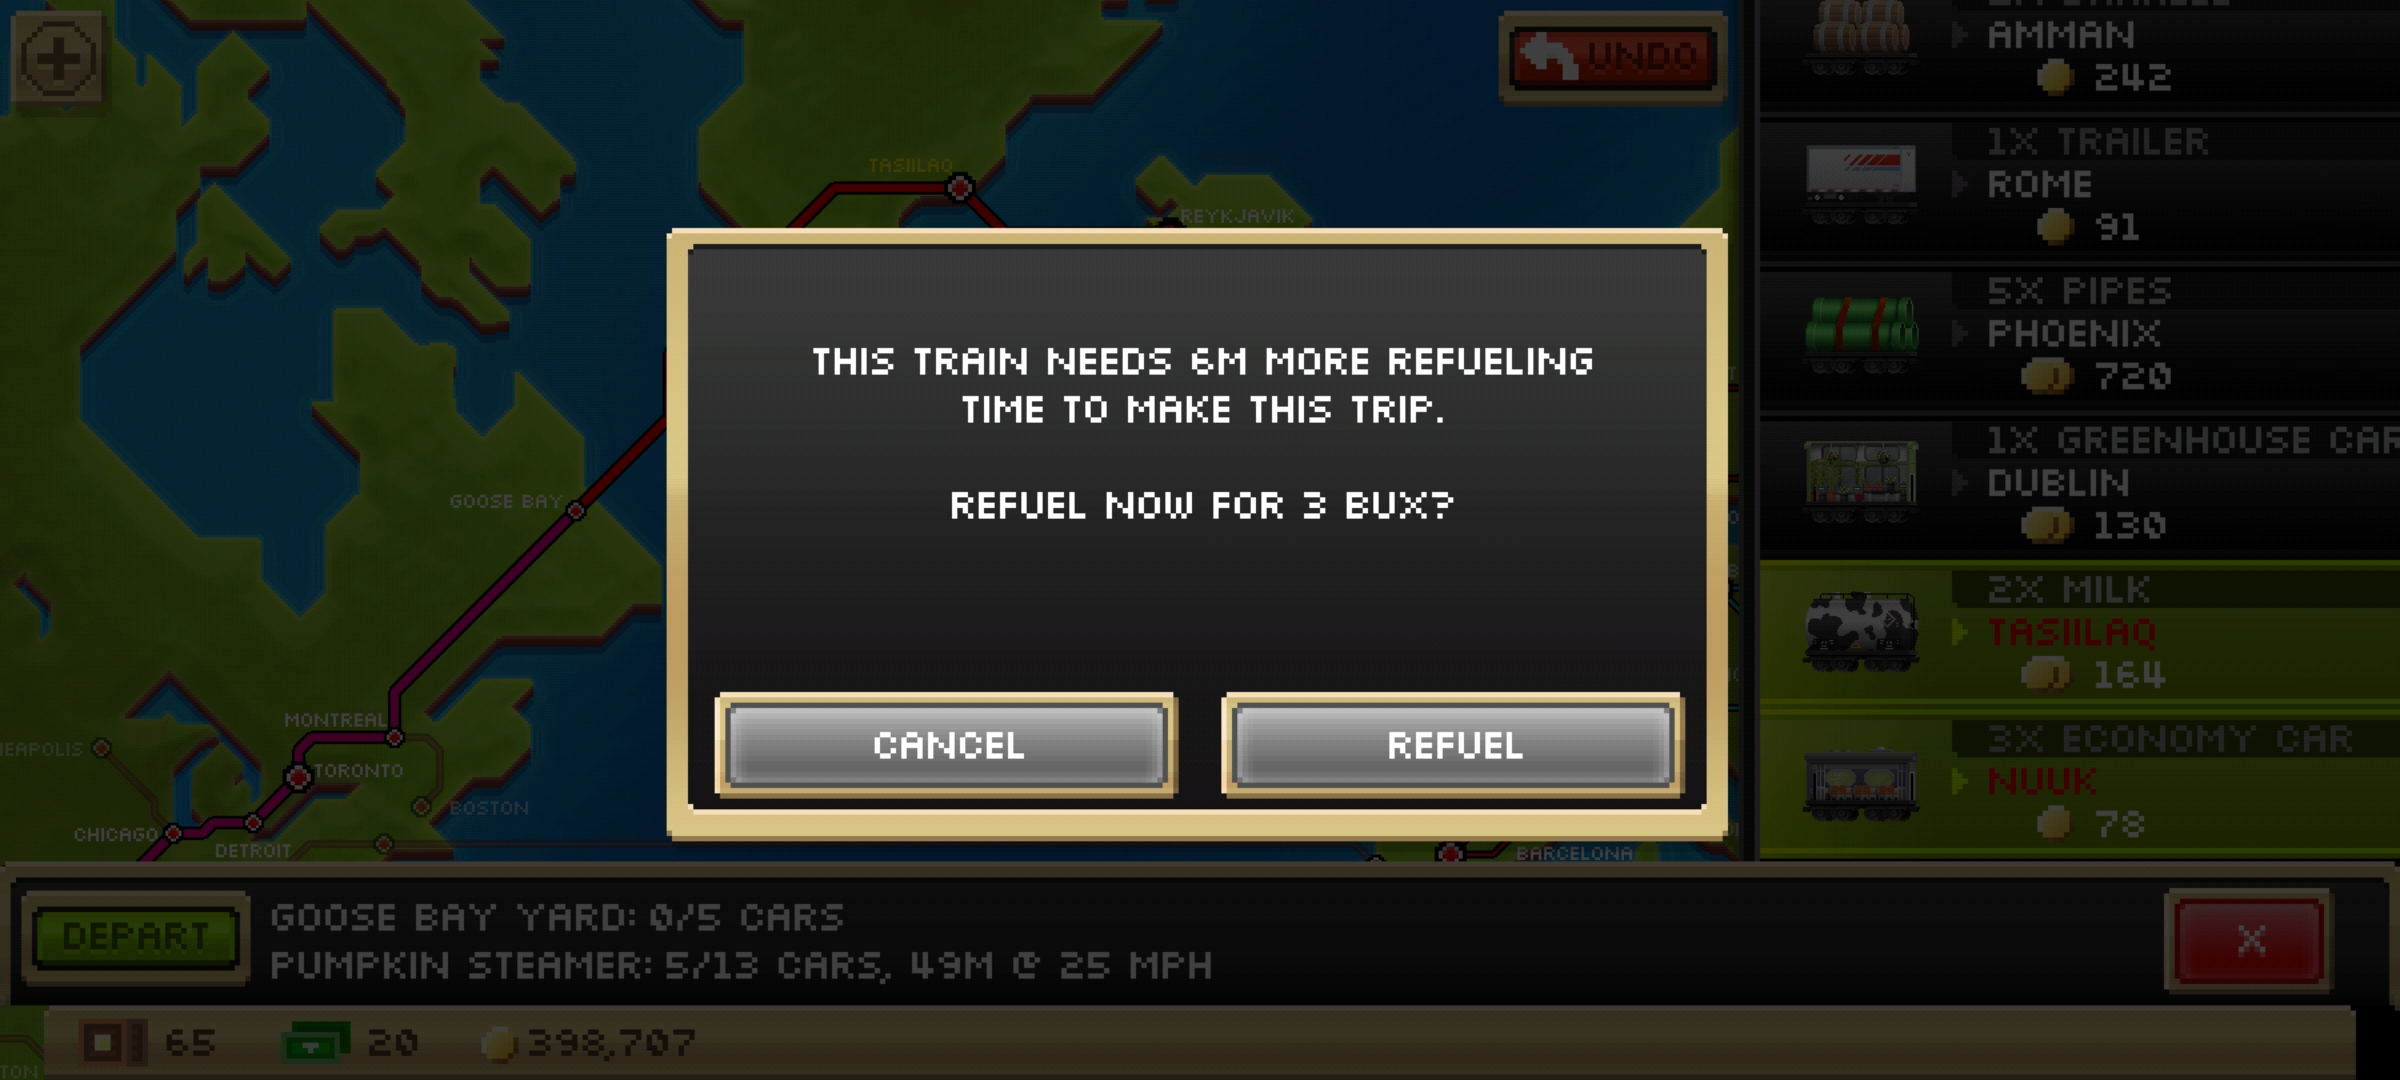 UNDO
AMMAN
242
1X TRAILER
ROME
91
5X PIPES
PHOENIX
720
1X GREENHOUSE CAR
DUBLIN
130
2X MILK
TASIILAQ
164
3X ECONOMY CAR
NUUK
78
TASIILAQ
REYKJAVIK
GOOSE BAY
MONTREAL
EAPOLIS
TORONTO
BOSTON
CHICAGO
DETROIT
BARCELONA
THIS TRAIN NEEDS 6M MORE REFUELING
TIME TO MAKE THIS TRIP.
REFUEL NOW FOR 3 BUX?
CANCEL
REFUEL
DEPART
GOOSE BAY YARD: 0/5 CARS
PUMPKIN STEAMER: 5/13 CARS, 49M @ 25 MPH
X
65
20
398,707
TON